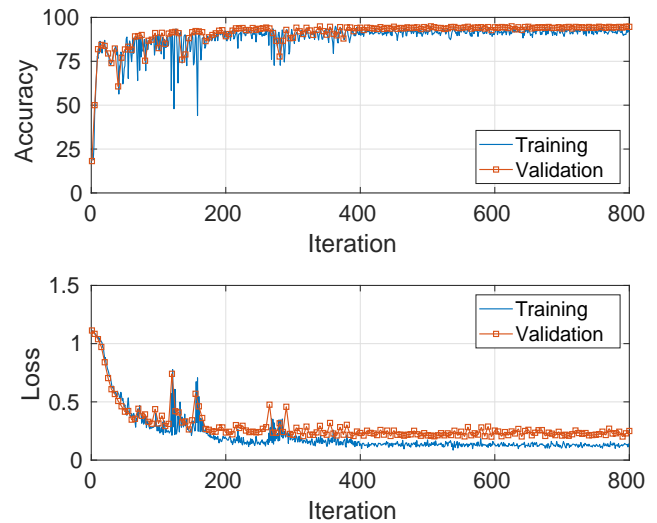 100
75
50
25
0
Accuracy
Training
Validation
0 200 400 600 800
Iteration
1.5
1
0.5
0
Loss
Training
Validation
0 200 400 600 800
Iteration